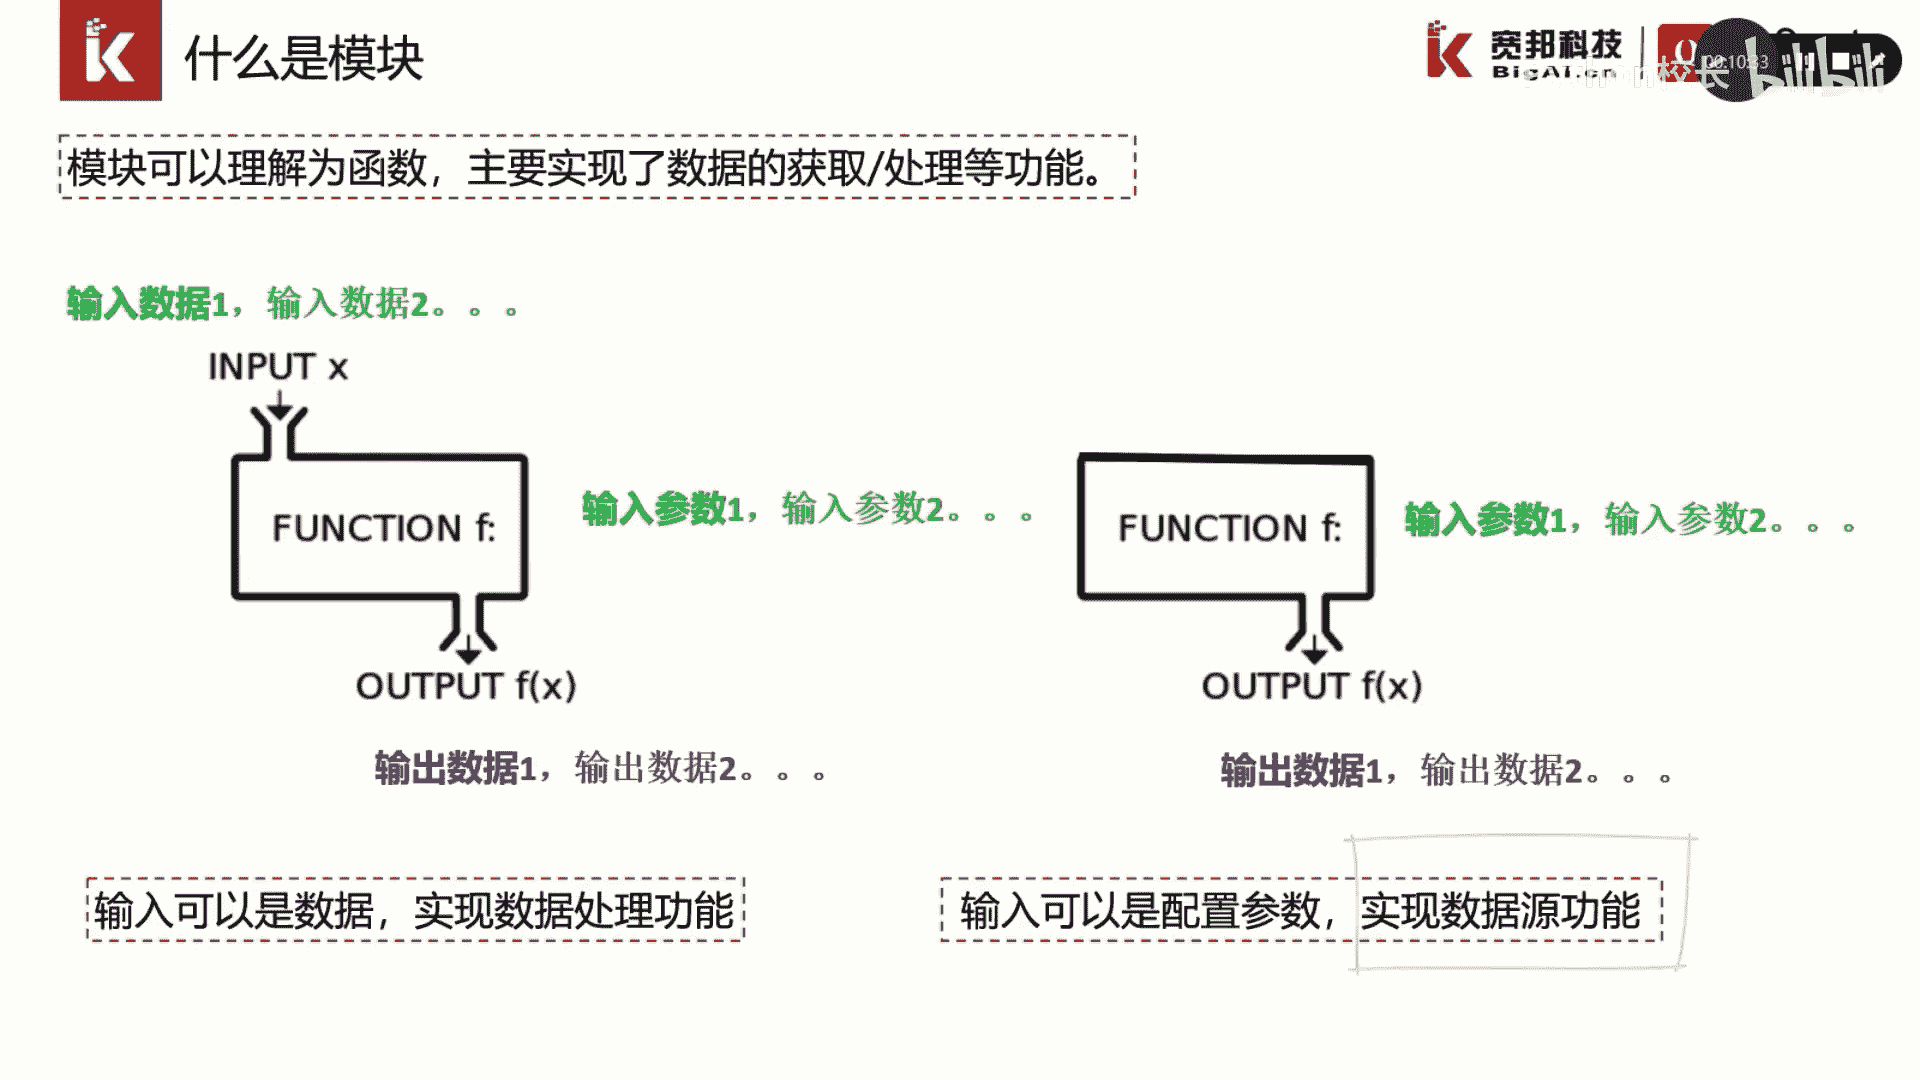 什么是模块
宽邦科技
BigAi.cn
00:10:33
校长
bilibili
模块可以理解为函数，主要实现了数据的获取/处理等功能。
输入数据1，输入数据2。。。
INPUT x
FUNCTION f:
输入参数1，输入参数2。。。
OUTPUT f(x)
输出数据1，输出数据2。。。
FUNCTION f:
输入参数1，输入参数2。。。
OUTPUT f(x)
输出数据1，输出数据2。。。
输入可以是数据，实现数据处理功能
输入可以是配置参数，实现数据源功能